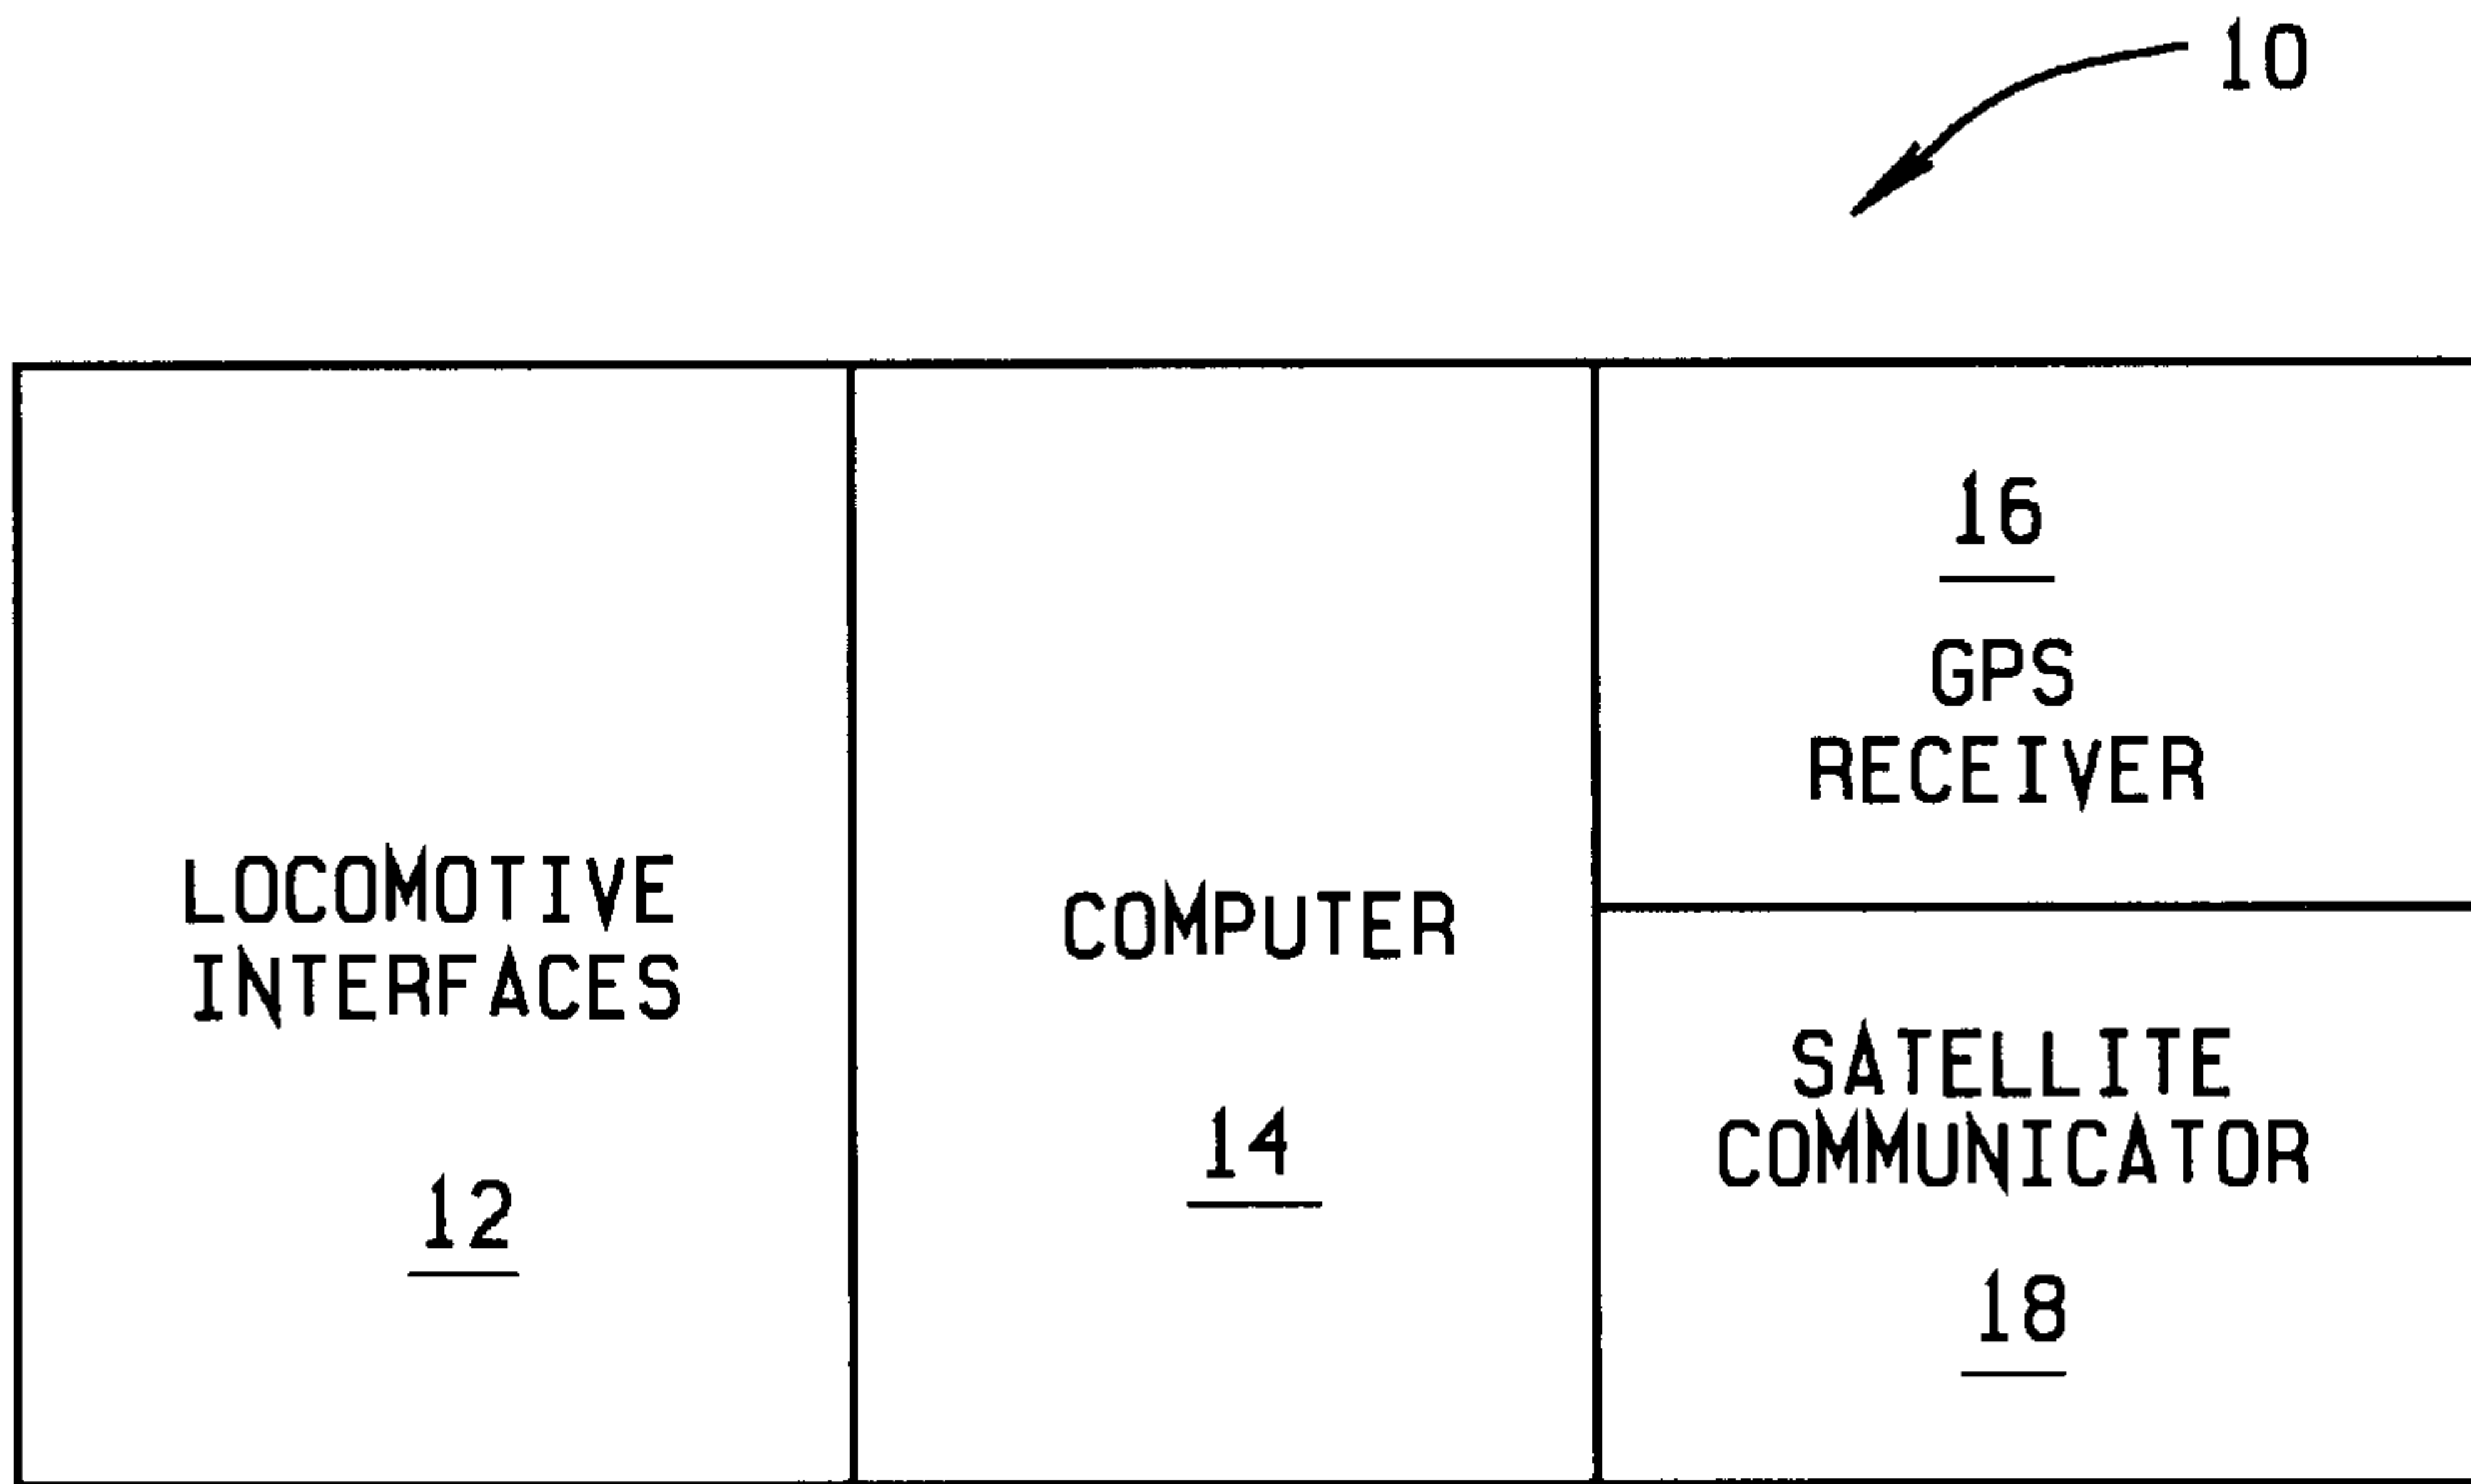 10
LOCOMOTIVE
INTERFACES
12
COMPUTER
14
16
GPS
RECEIVER
SATELLITE
COMMUNICATOR
18